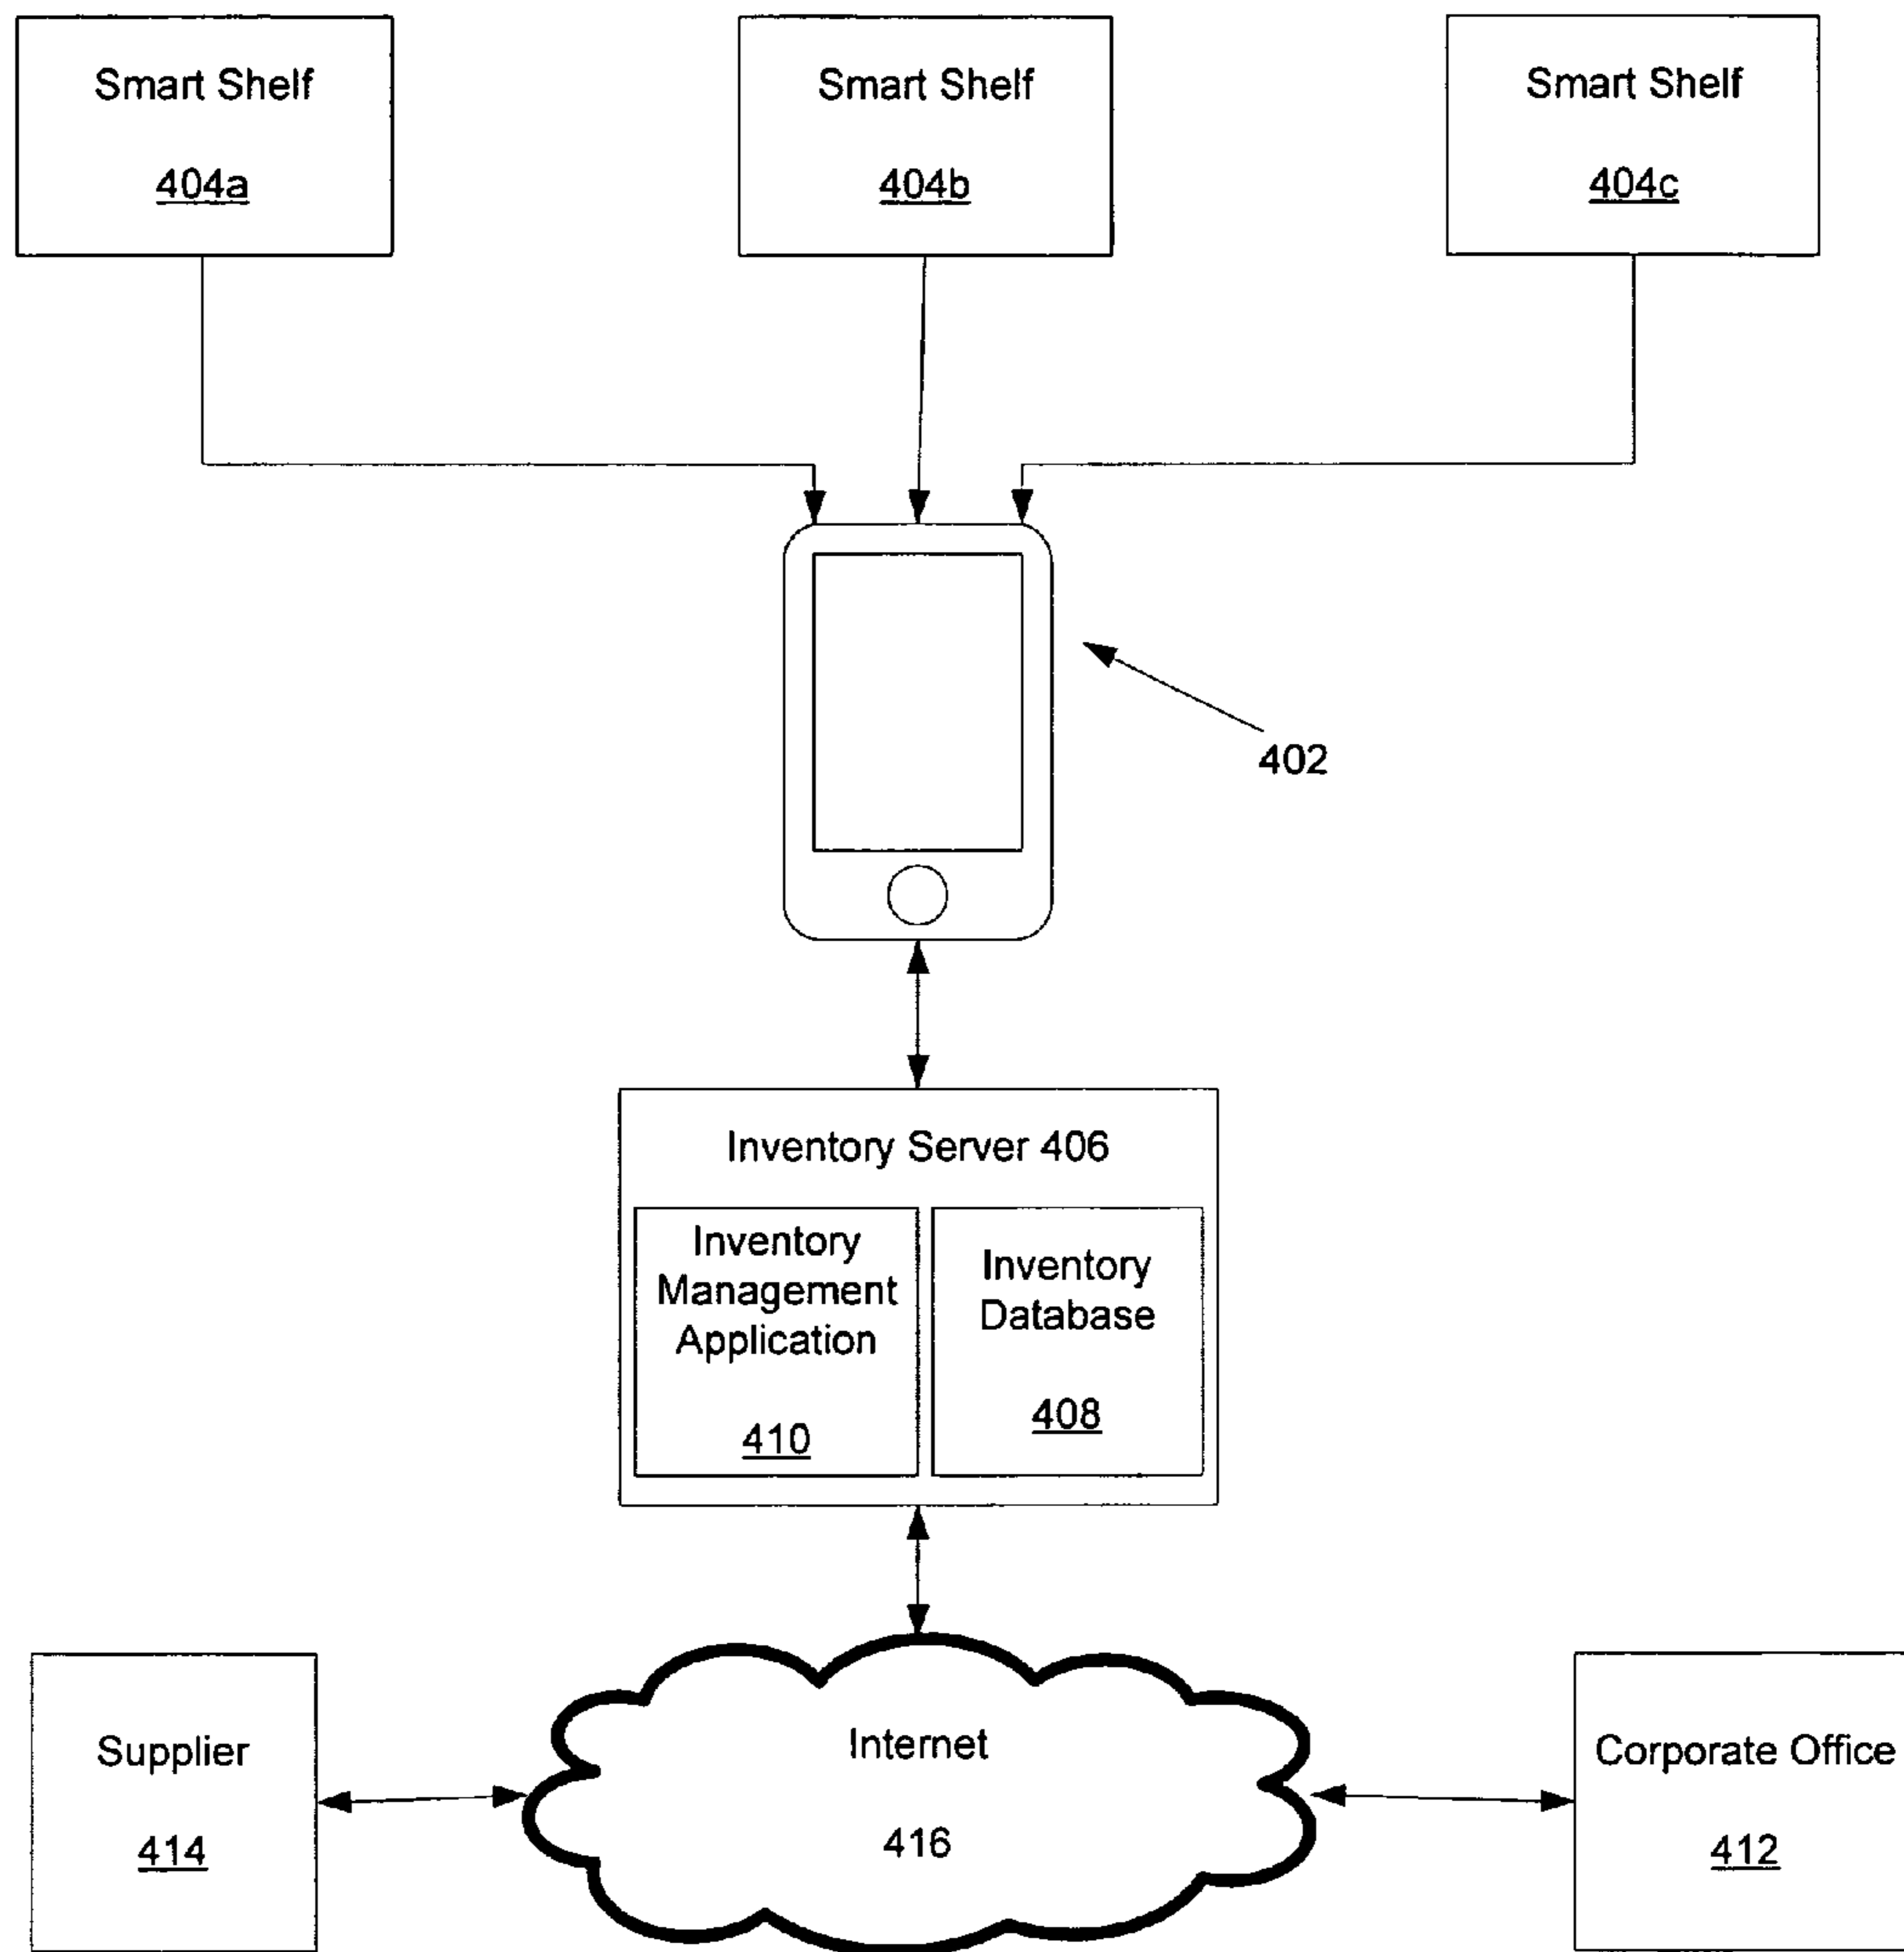 Smart Shelf
404a
Smart Shelf
404b
Smart Shelf
404c
402
Inventory Server 406
Inventory
Management
Application
410
Inventory
Database
408
Supplier
414
Internet
416
Corporate Office
412